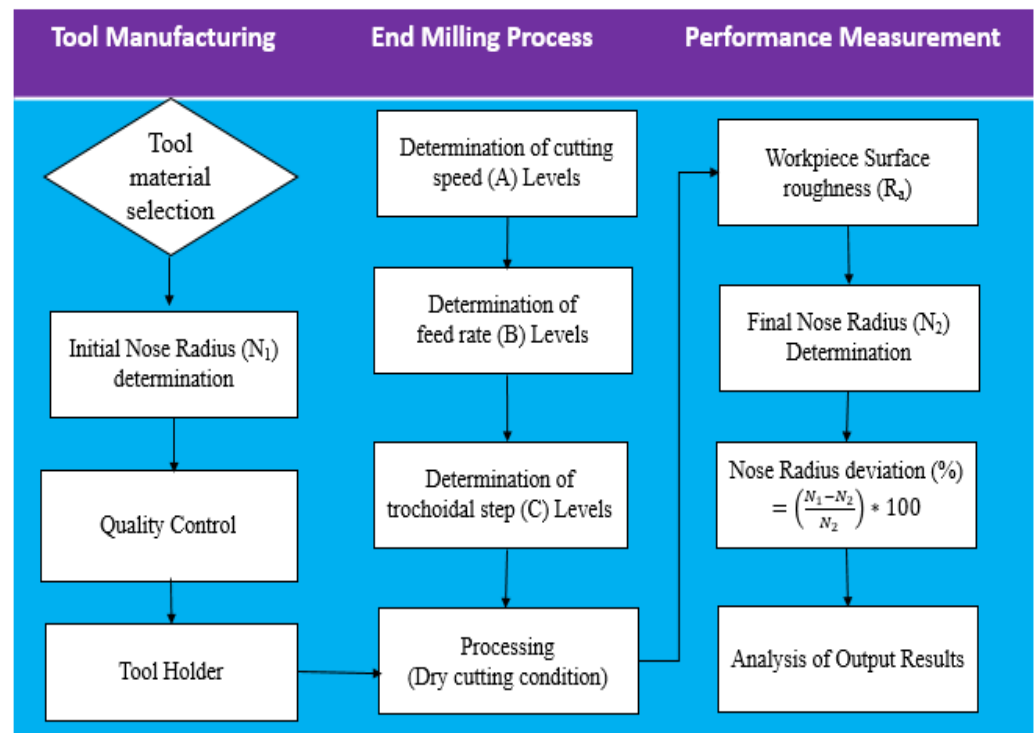 Tool Manufacturing
End Milling Process
Performance Measurement
Tool
material
selection
Initial Nose Radius (N₁)
determination
Quality Control
Tool Holder
Determination of cutting
speed (A) Levels
Determination of
feed rate (B) Levels
Determination of
trochoidal step (C) Levels
Processing
(Dry cutting condition)
Workpiece Surface
roughness (Rₐ)
Final Nose Radius (N₂)
Determination
Nose Radius deviation (%)
= ((N₁−N₂)/N₂) * 100
Analysis of Output Results